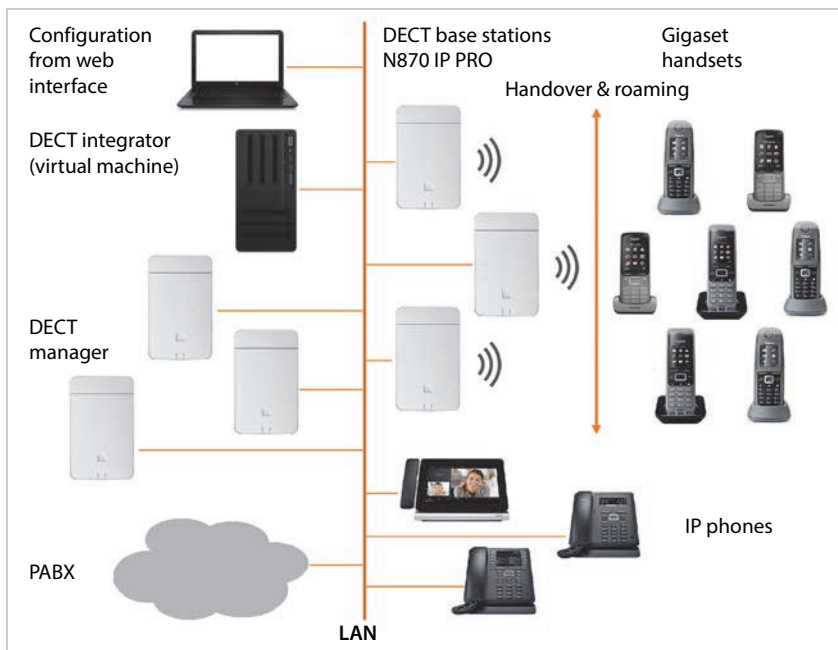 Configuration
from web
interface
DECT base stations
N870 IP PRO
Gigaset
handsets
Handover & roaming
DECT integrator
(virtual machine)
DECT
manager
IP phones
PABX
LAN